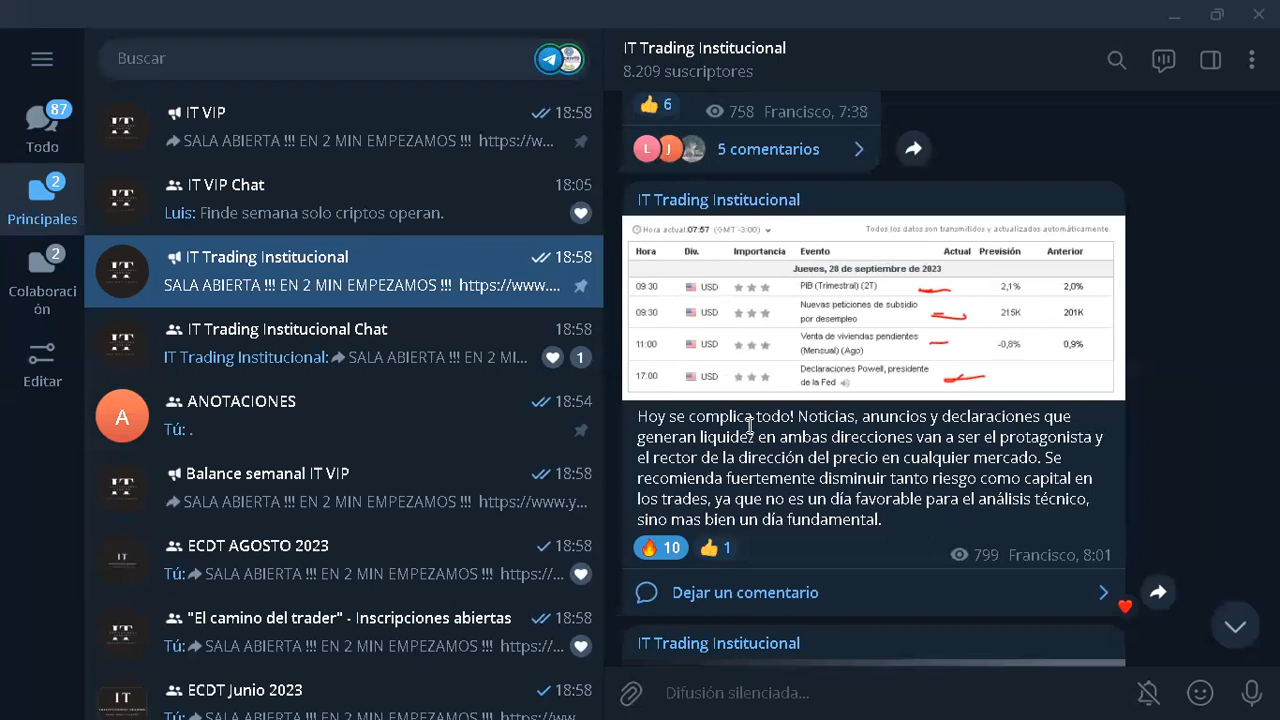 Buscar
87
Todo
2
Principales
2
Colaboraci
ón
Editar
IT VIP
18:58
SALA ABIERTA !!! EN 2 MIN EMPEZAMOS !!! https://w...
IT VIP Chat
18:05
Luis: Finde semana solo criptos operan.
IT Trading Institucional
18:58
SALA ABIERTA !!! EN 2 MIN EMPEZAMOS !!! https://www....
IT Trading Institucional Chat
18:58
IT Trading Institucional: SALA ABIERTA !!! EN 2 MI...
1
A
ANOTACIONES
18:54
Tú: .
Balance semanal IT VIP
18:58
SALA ABIERTA !!! EN 2 MIN EMPEZAMOS !!! https://www.y...
ECDT AGOSTO 2023
18:58
Tú: SALA ABIERTA !!! EN 2 MIN EMPEZAMOS !!! https://...
"El camino del trader" - Inscripciones abiertas
18:58
Tú: SALA ABIERTA !!! EN 2 MIN EMPEZAMOS !!! https://...
ECDT Junio 2023
18:58
Tú: SALA ABIERTA !!! EN 2 MIN EMPEZAMOS !!! https://www...
IT Trading Institucional
8.209 suscriptores
6
758 Francisco, 7:38
L J
5 comentarios
IT Trading Institucional
Hora actual:07:57 (GMT -3:00)
Todos los datos son transmitidos y actualizados automáticamente.
Hora Div. Importancia Evento Actual Previsión Anterior
Jueves, 28 de septiembre de 2023
09:30 USD PIB (Trimestral) (2T) 2,1% 2,0%
09:30 USD Nuevas peticiones de subsidio por desempleo 215K 201K
11:00 USD Venta de viviendas pendientes (Mensual) (Ago) -0,8% 0,9%
17:00 USD Declaraciones Powell, presidente de la Fed
Hoy se complica todo! Noticias, anuncios y declaraciones que
generan liquidez en ambas direcciones van a ser el protagonista y
el rector de la dirección del precio en cualquier mercado. Se
recomienda fuertemente disminuir tanto riesgo como capital en
los trades, ya que no es un día favorable para el análisis técnico,
sino mas bien un día fundamental.
10 1
799 Francisco, 8:01
Dejar un comentario
IT Trading Institucional
Difusión silenciada...